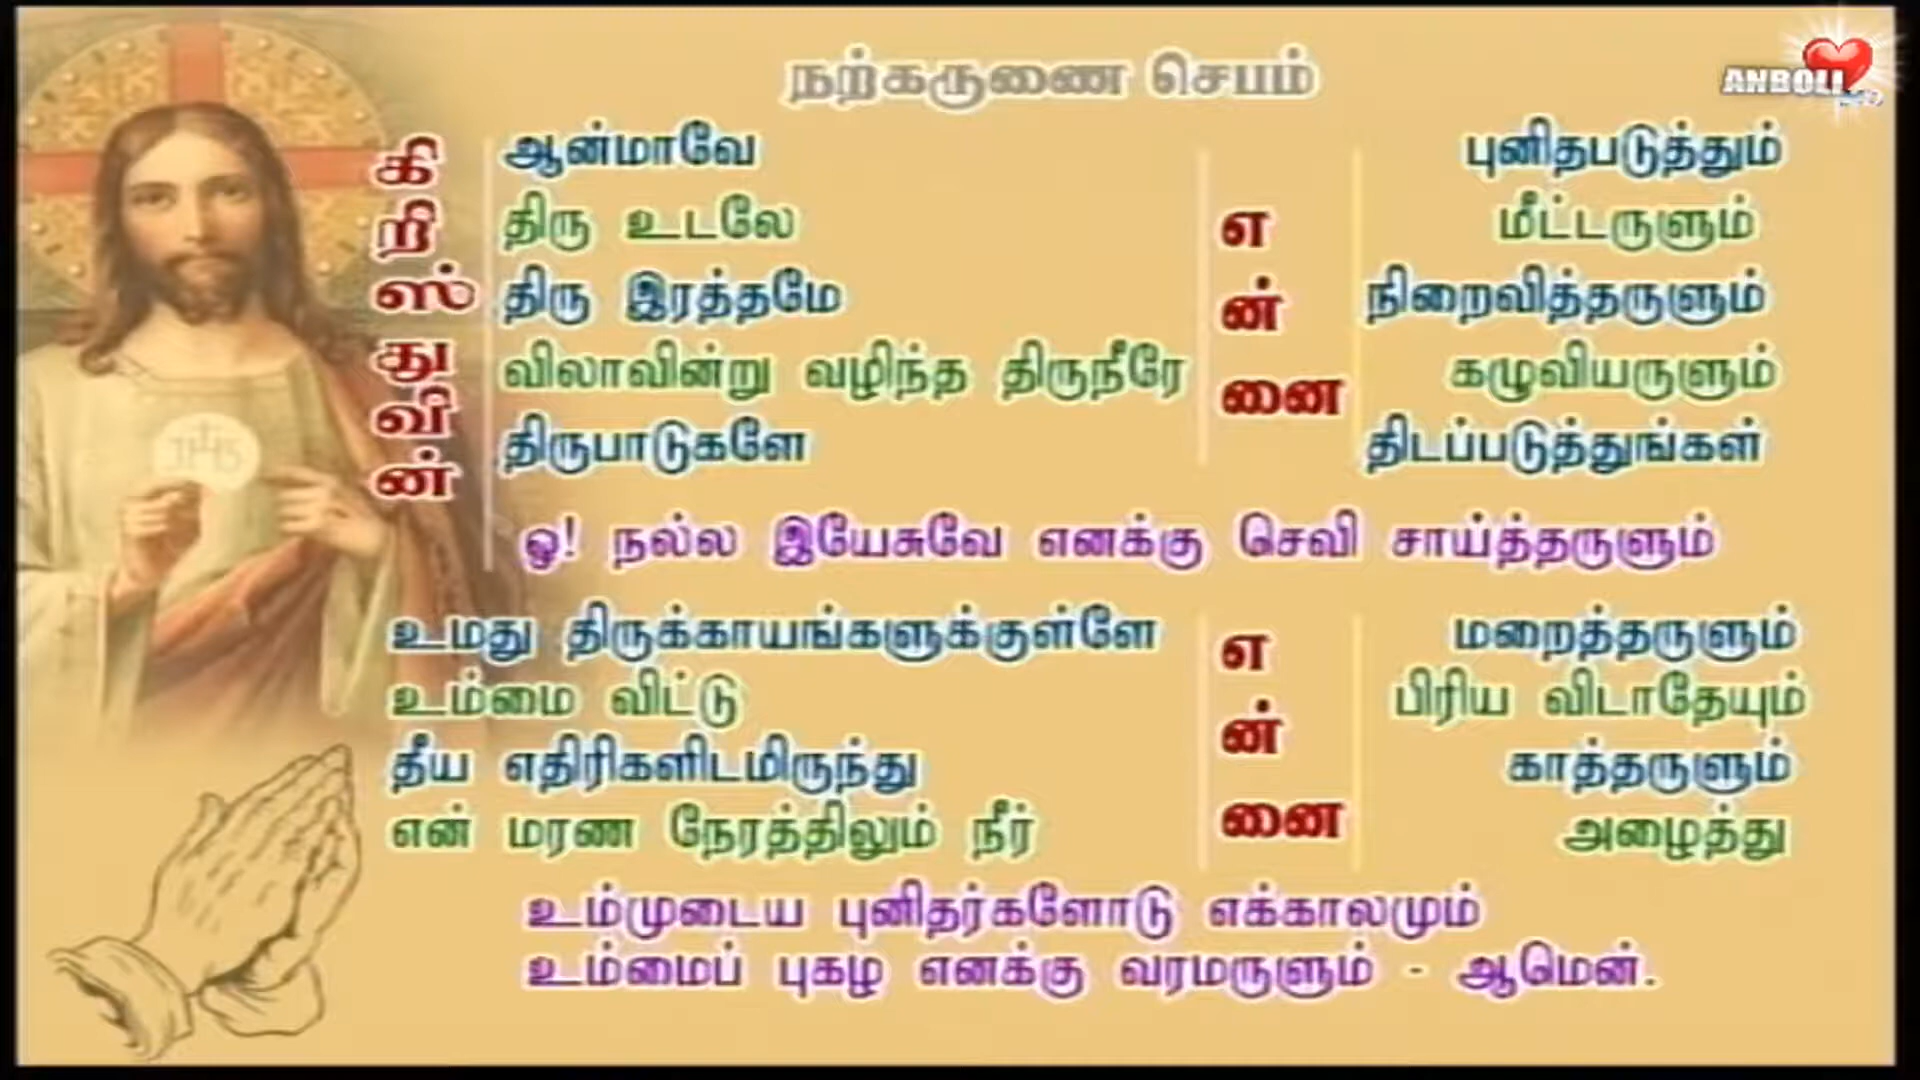 நற்கருணை செபம்
ANBOLI
கிறிஸ்துவின்
ஆன்மாவே
திரு உடலே
திரு இரத்தமே
விலாவின்று வழிந்த திருநீரே
திருபாடுகளே
என்னை
புனிதபடுத்தும்
மீட்டருளும்
நிறைவித்தருளும்
கழுவியருளும்
திடப்படுத்துங்கள்
ஓ! நல்ல இயேசுவே எனக்கு செவி சாய்த்தருளும்
உமது திருக்காயங்களுக்குள்ளே
உம்மை விட்டு
தீய எதிரிகளிடமிருந்து
என் மரண நேரத்திலும் நீர்
என்னை
மறைத்தருளும்
பிரிய விடாதேயும்
காத்தருளும்
அழைத்து
உம்முடைய புனிதர்களோடு எக்காலமும்
உம்மைப் புகழ எனக்கு வரமருளும் - ஆமென்.